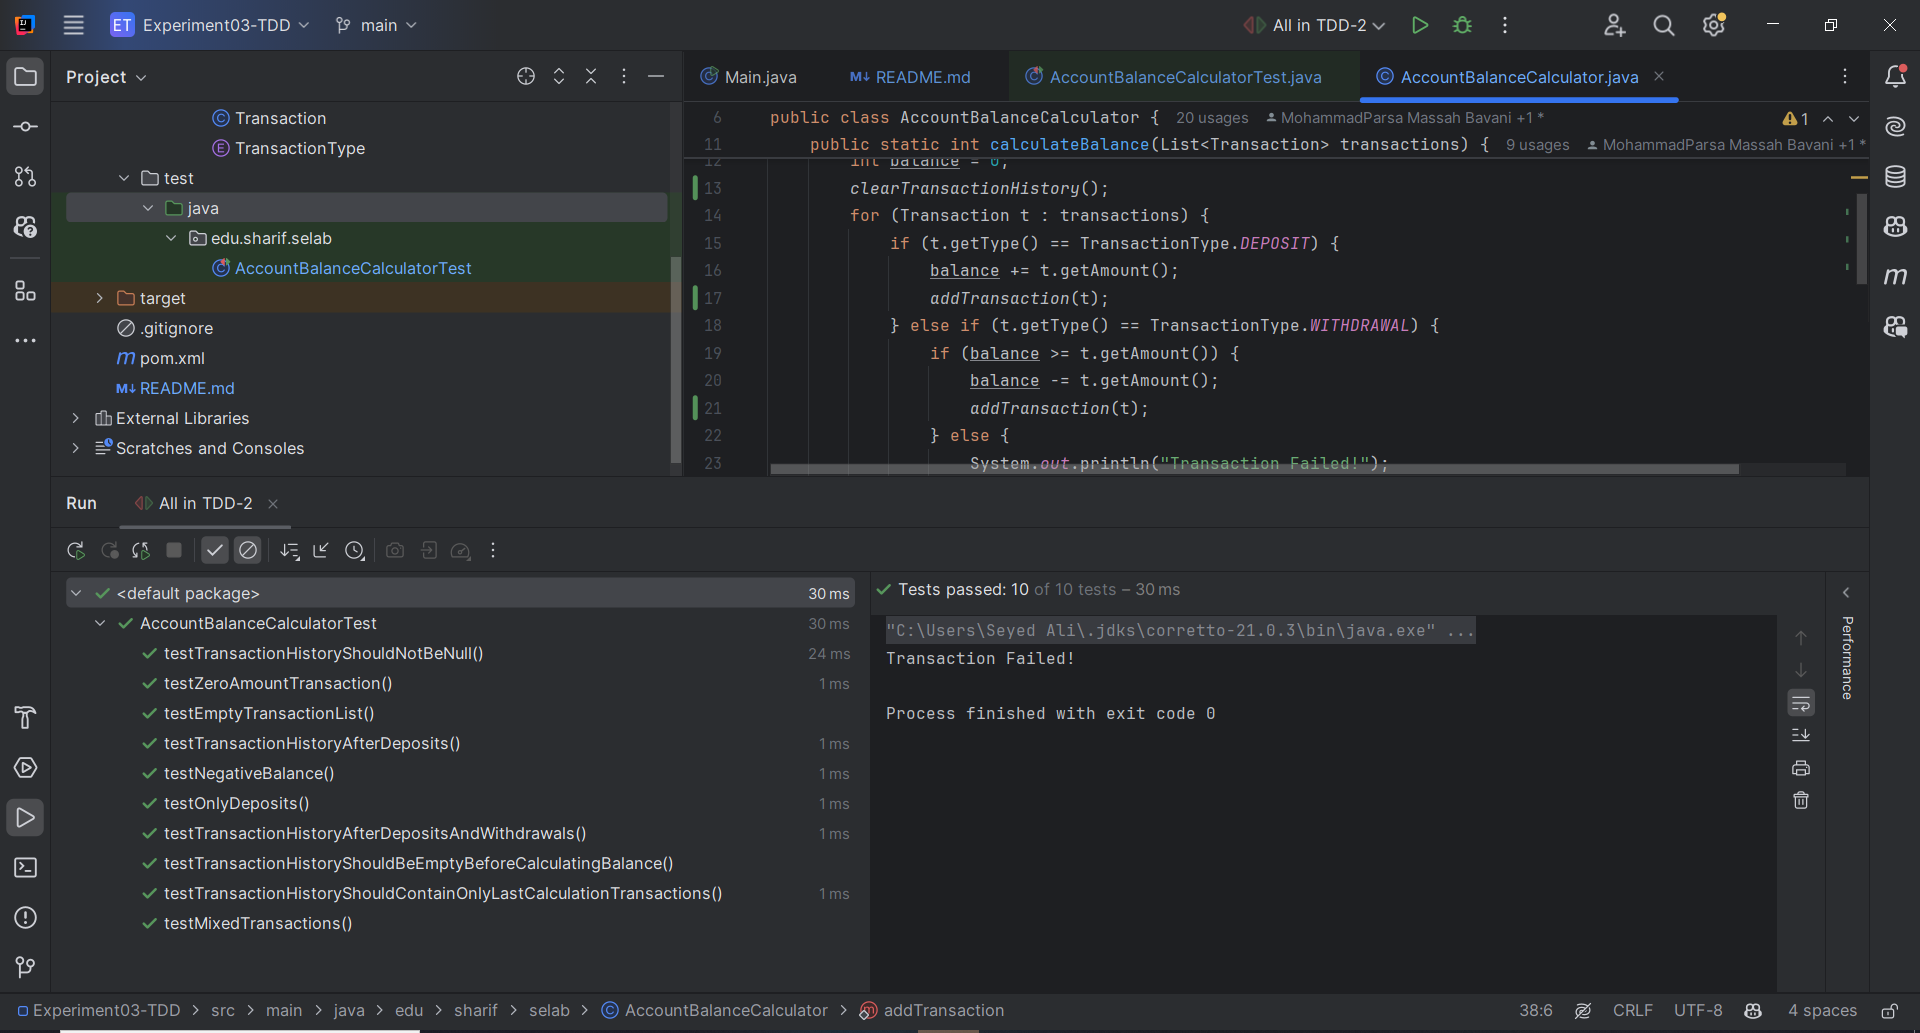 ET Experiment03-TDD main All in TDD-2
Project
Transaction
TransactionType
test
java
edu.sharif.selab
AccountBalanceCalculatorTest
target
.gitignore
pom.xml
README.md
External Libraries
Scratches and Consoles
Main.java README.md AccountBalanceCalculatorTest.java AccountBalanceCalculator.java
6 public class AccountBalanceCalculator { 20 usages MohammadParsa Massah Bavani +1 * 1
11 public static int calculateBalance(List<Transaction> transactions) { 9 usages MohammadParsa Massah Bavani +1 *
12 int balance = 0;
13 clearTransactionHistory();
14 for (Transaction t : transactions) {
15 if (t.getType() == TransactionType.DEPOSIT) {
16 balance += t.getAmount();
17 addTransaction(t);
18 } else if (t.getType() == TransactionType.WITHDRAWAL) {
19 if (balance >= t.getAmount()) {
20 balance -= t.getAmount();
21 addTransaction(t);
22 } else {
23 System.out.println("Transaction Failed!");
Run All in TDD-2
<default package> 30 ms
AccountBalanceCalculatorTest 30 ms
testTransactionHistoryShouldNotBeNull() 24 ms
testZeroAmountTransaction() 1 ms
testEmptyTransactionList()
testTransactionHistoryAfterDeposits() 1 ms
testNegativeBalance() 1 ms
testOnlyDeposits() 1 ms
testTransactionHistoryAfterDepositsAndWithdrawals() 1 ms
testTransactionHistoryShouldBeEmptyBeforeCalculatingBalance()
testTransactionHistoryShouldContainOnlyLastCalculationTransactions() 1 ms
testMixedTransactions()
Tests passed: 10 of 10 tests – 30 ms
"C:\Users\Seyed Ali\.jdks\corretto-21.0.3\bin\java.exe" ...
Transaction Failed!
Process finished with exit code 0
Performance
Experiment03-TDD > src > main > java > edu > sharif > selab > AccountBalanceCalculator > addTransaction 38:6 CRLF UTF-8 4 spaces